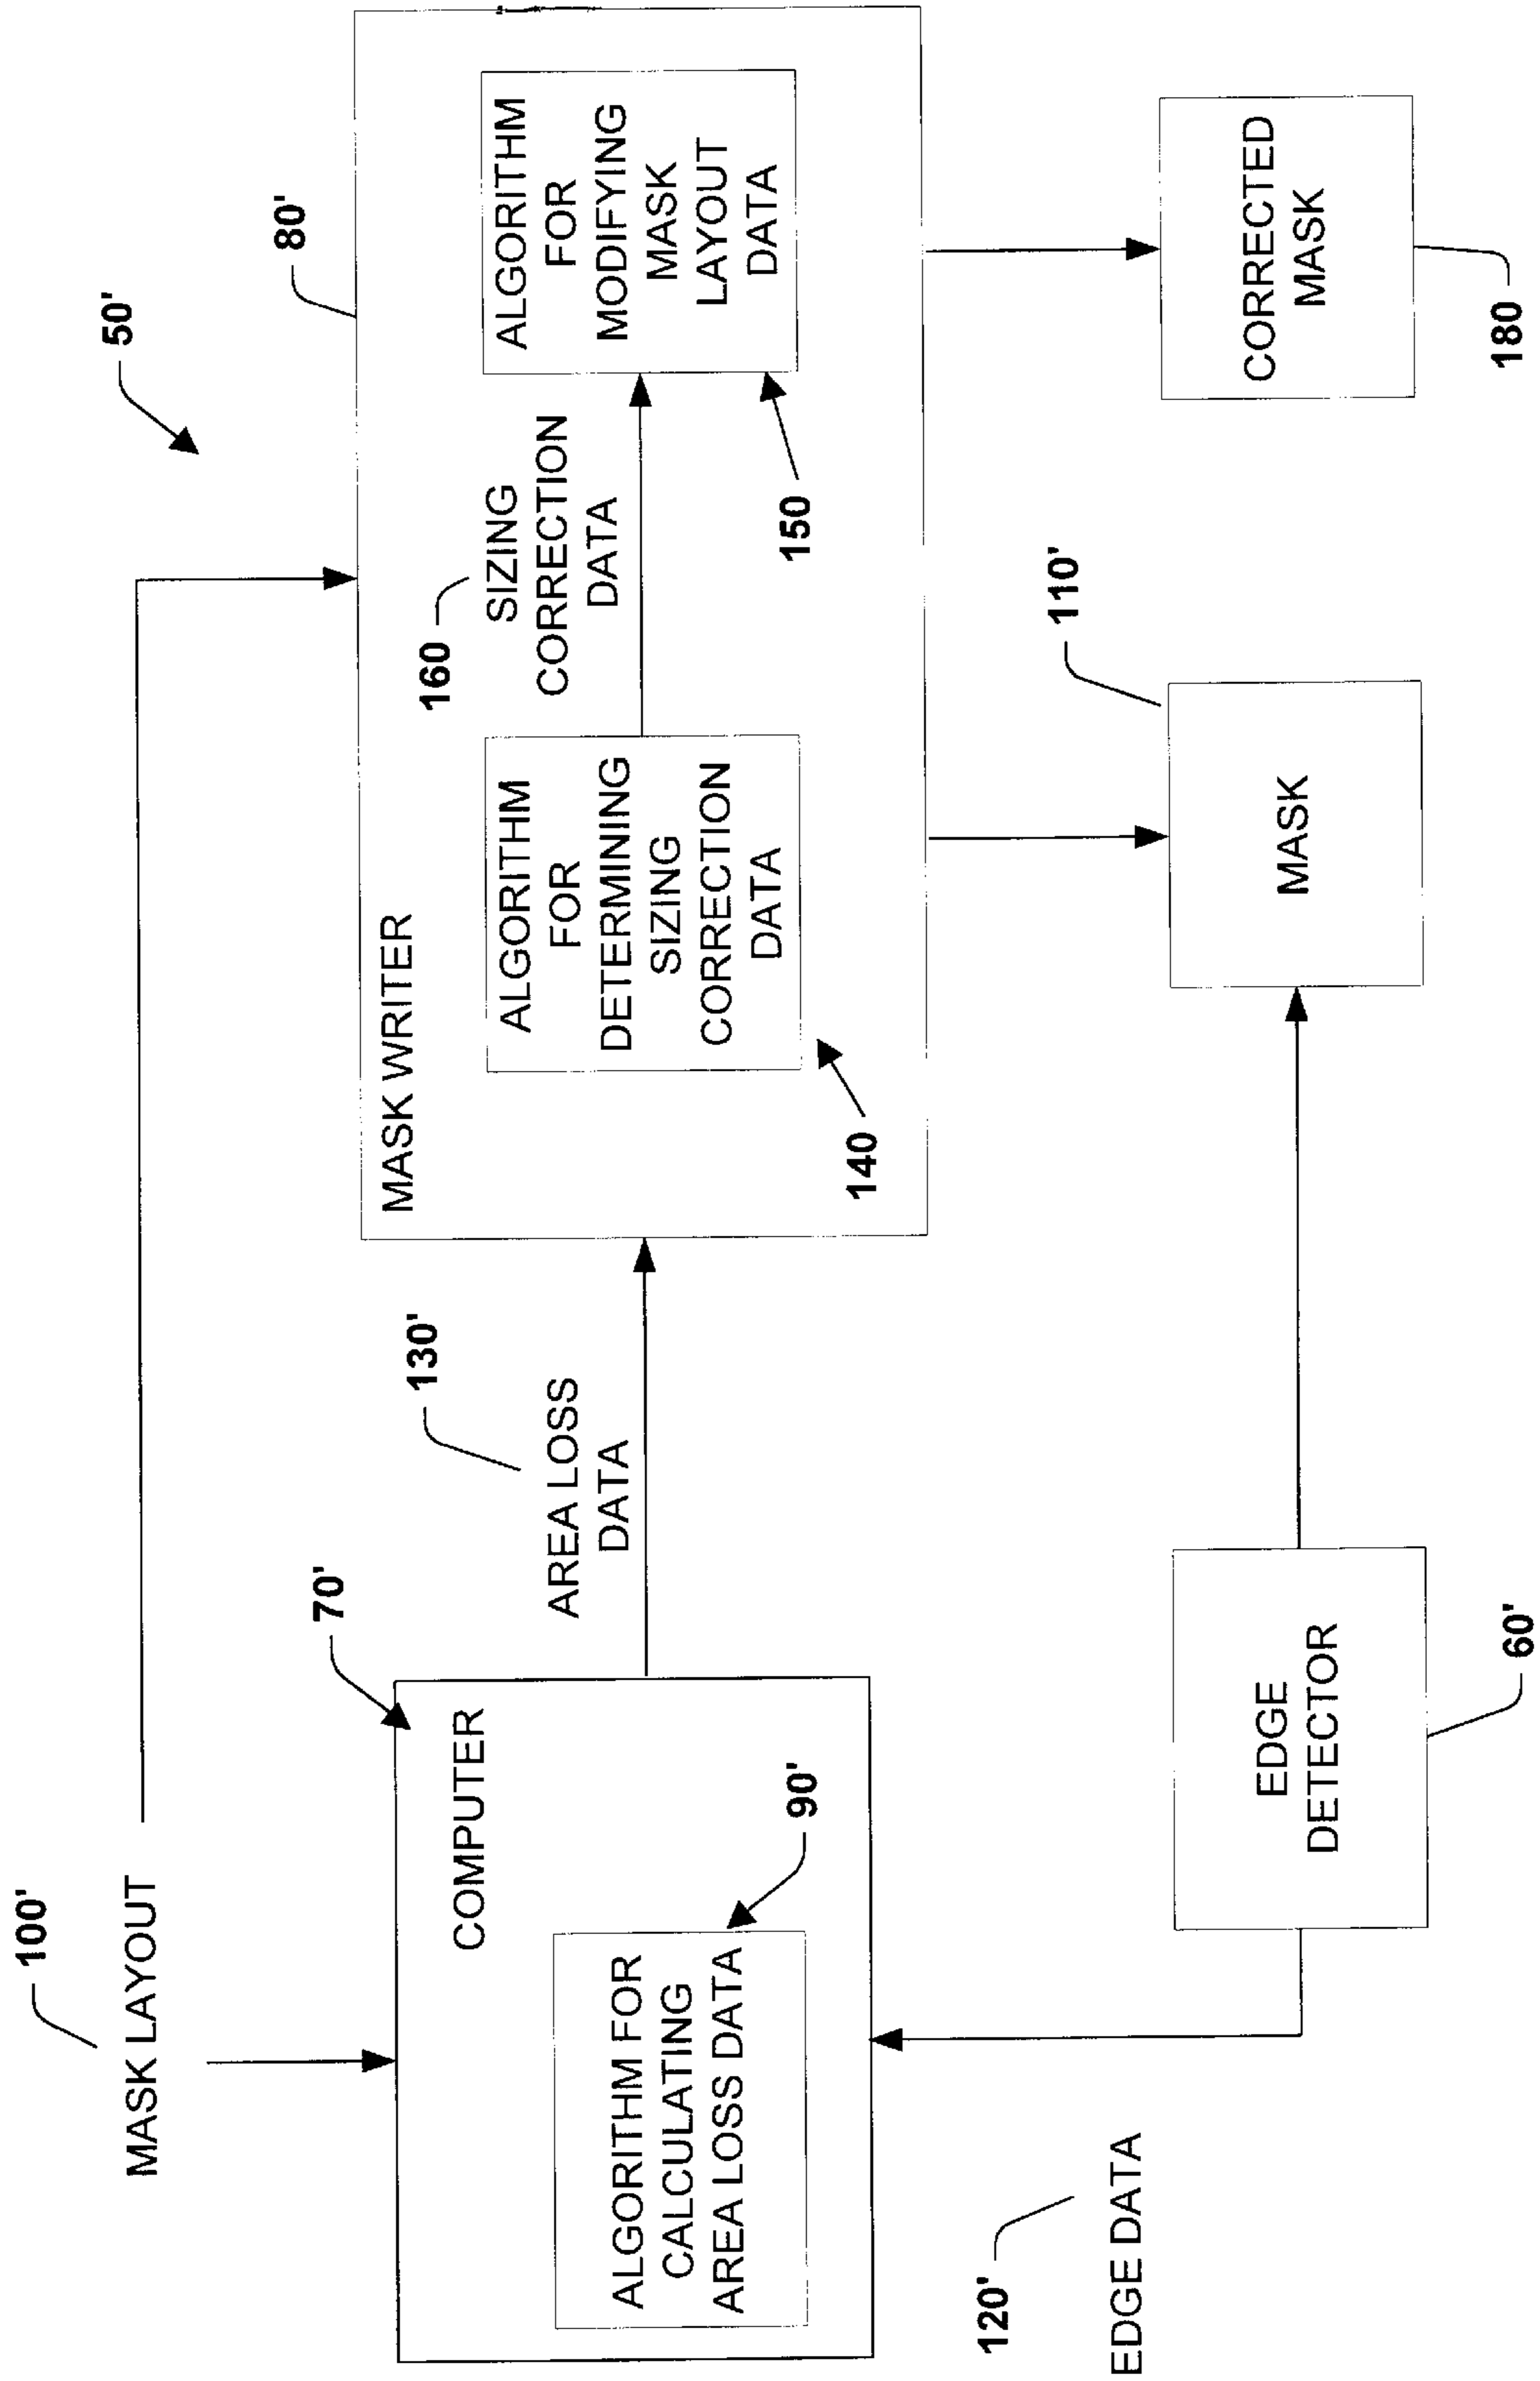 50'
100'
MASK LAYOUT
80'
MASK WRITER
ALGORITHM
FOR
DETERMINING
SIZING
CORRECTION
DATA
140
160
SIZING
CORRECTION
DATA
ALGORITHM
FOR
MODIFYING
MASK
LAYOUT
DATA
150
70'
COMPUTER
ALGORITHM FOR
CALCULATING
AREA LOSS DATA
90'
130'
AREA LOSS
DATA
120'
EDGE DATA
EDGE
DETECTOR
60'
110'
MASK
CORRECTED
MASK
180